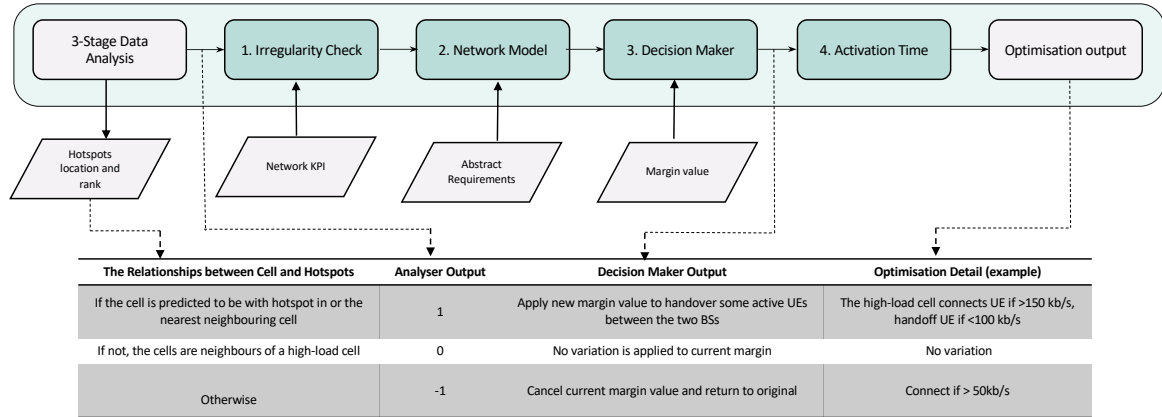 3-Stage Data
Analysis
1. Irregularity Check
2. Network Model
3. Decision Maker
4. Activation Time
Optimisation output
Hotspots
location and
rank
Network KPI
Abstract
Requirements
Margin value
The Relationships between Cell and Hotspots Analyser Output Decision Maker Output Optimisation Detail (example)
If the cell is predicted to be with hotspot in or the
nearest neighbouring cell
1
Apply new margin value to handover some active UEs
between the two BSs
The high-load cell connects UE if >150 kb/s,
handoff UE if <100 kb/s
If not, the cells are neighbours of a high-load cell 0 No variation is applied to current margin No variation
Otherwise -1 Cancel current margin value and return to original Connect if > 50kb/s